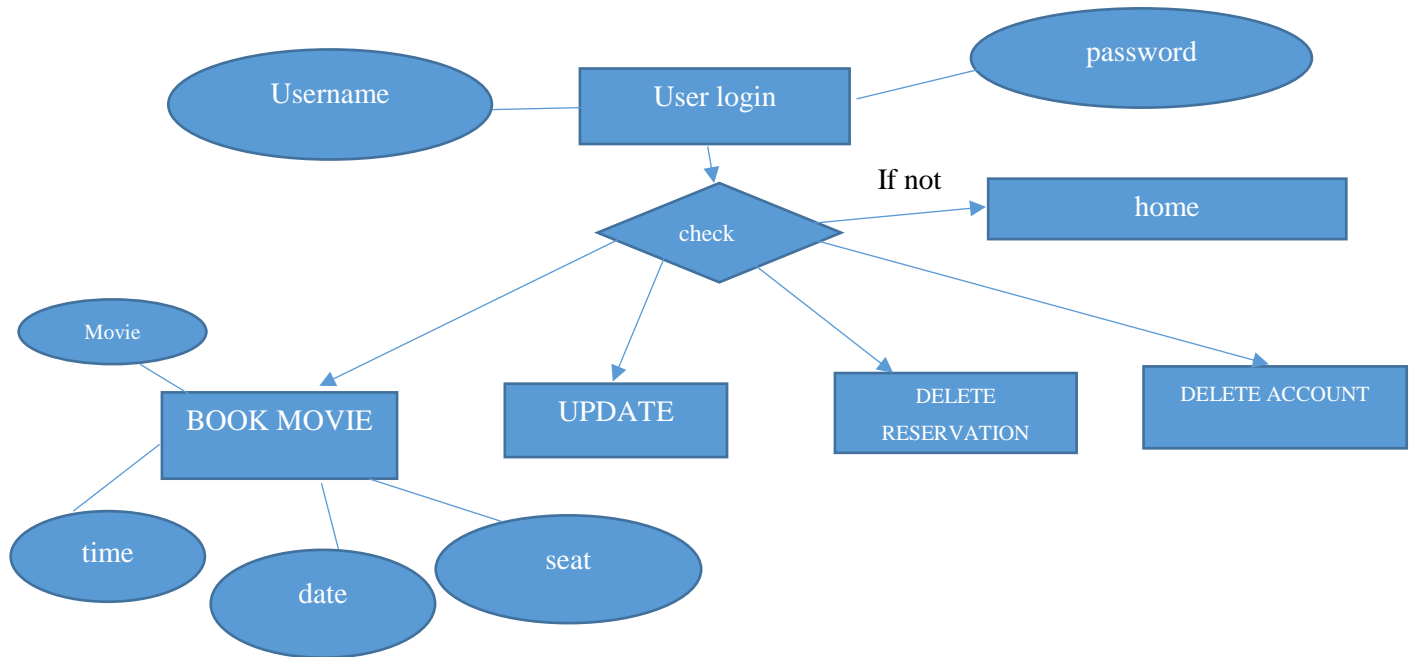 password
Username
User login
If not
home
check
Movie
BOOK MOVIE
UPDATE
DELETE
RESERVATION
DELETE ACCOUNT
time
date
seat